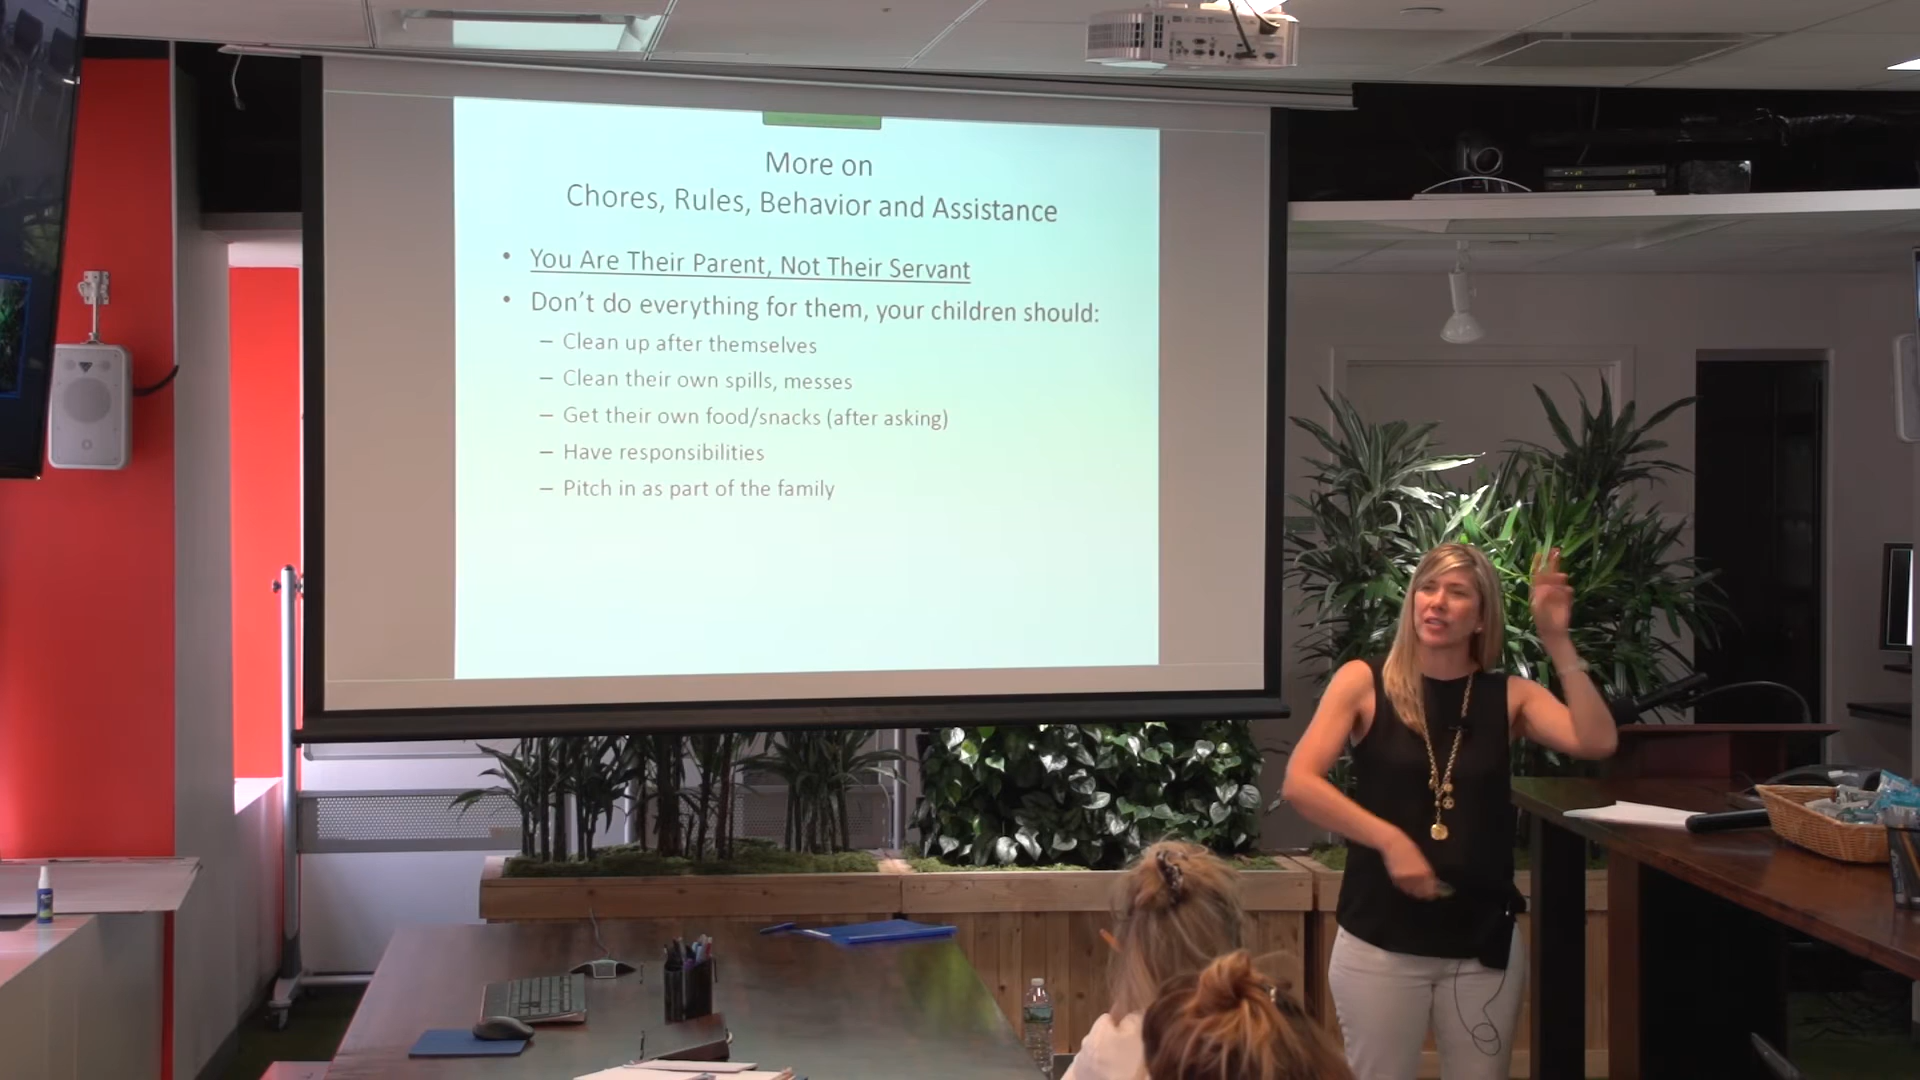 More on
Chores, Rules, Behavior and Assistance
• You Are Their Parent, Not Their Servant
• Don't do everything for them, your children should:
– Clean up after themselves
– Clean their own spills, messes
– Get their own food/snacks (after asking)
– Have responsibilities
– Pitch in as part of the family